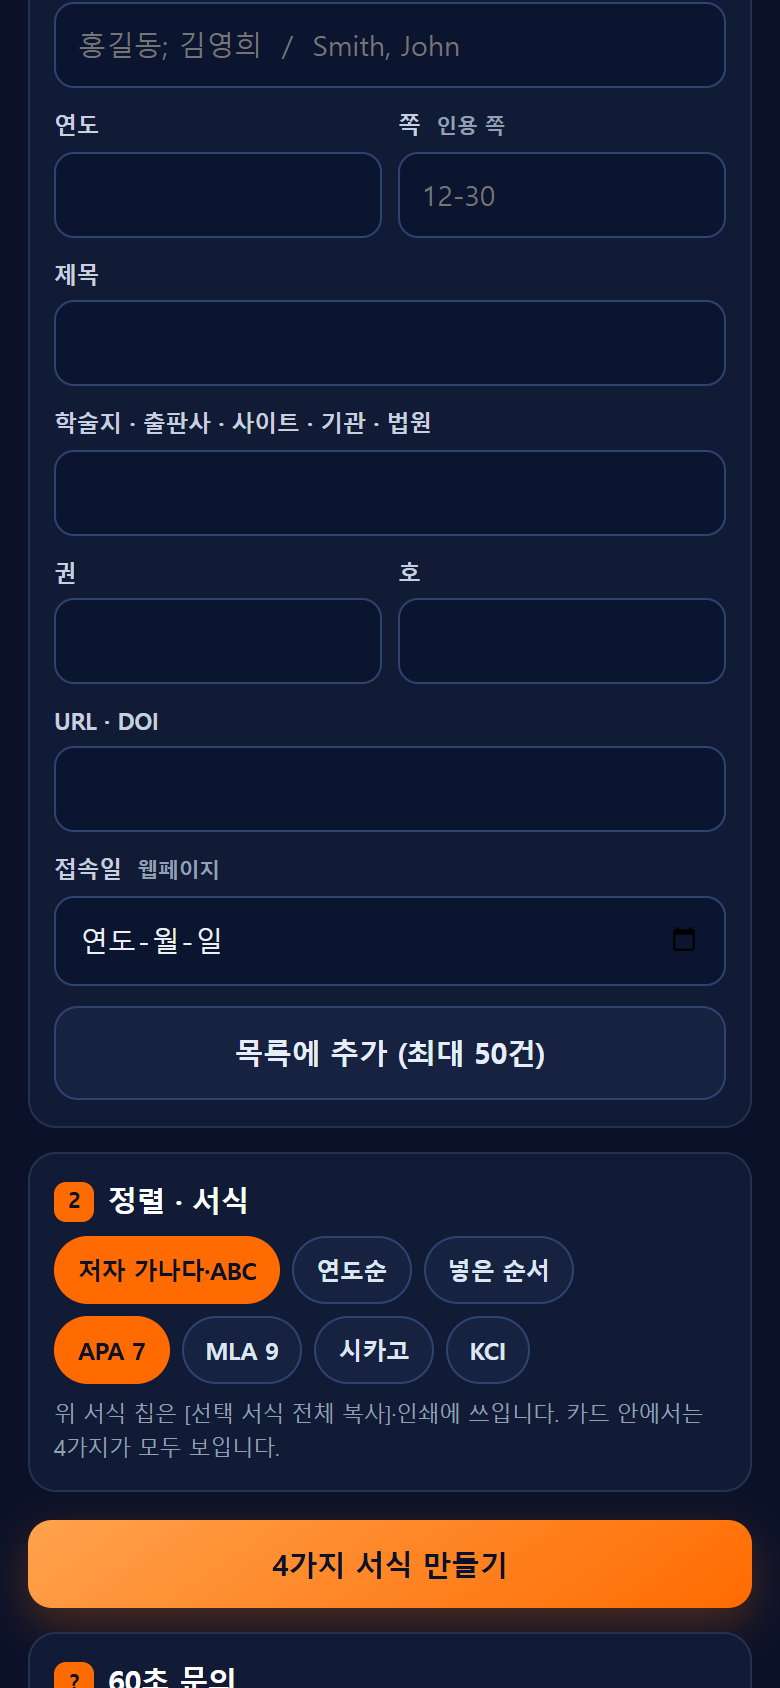 홍길동; 김영희 / Smith, John
연도
쪽 인용 쪽
12-30
제목
학술지 · 출판사 · 사이트 · 기관 · 법원
권
호
URL · DOI
접속일 웹페이지
연도-월-일
목록에 추가 (최대 50건)
2 정렬 · 서식
저자 가나다·ABC
연도순
넣은 순서
APA 7
MLA 9
시카고
KCI
위 서식 칩은 [선택 서식 전체 복사]·인쇄에 쓰입니다. 카드 안에서는
4가지가 모두 보입니다.
4가지 서식 만들기
? 60초 문의